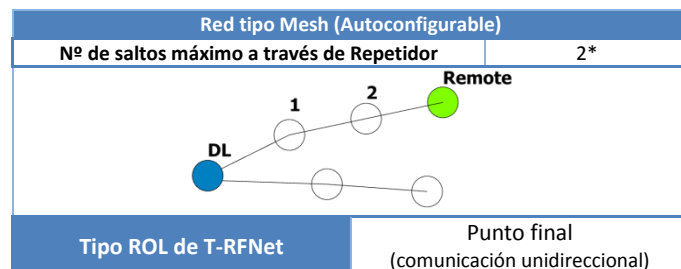 Red tipo Mesh (Autoconfigurable)
Nº de saltos máximo a través de Repetidor 2*
Remote
2
1
DL
Tipo ROL de T-RFNet
Punto final
(comunicación unidireccional)